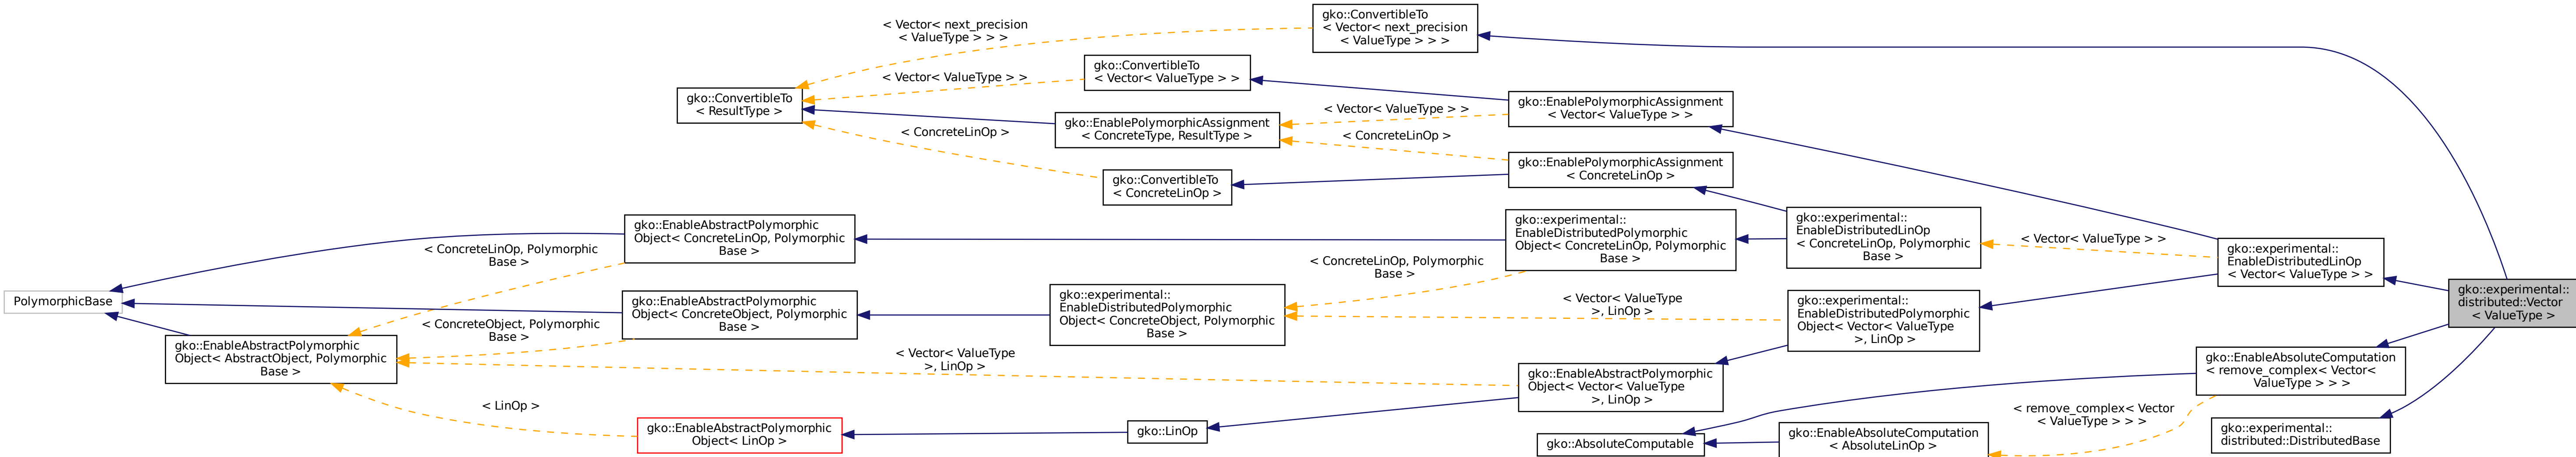 gko::ConvertibleTo
< Vector< next_precision
< ValueType > > >
< Vector< next_precision
< ValueType > > >
gko::ConvertibleTo
< Vector< ValueType > >
< Vector< ValueType > >
gko::ConvertibleTo
< ResultType >
gko::EnablePolymorphicAssignment
< Vector< ValueType > >
< Vector< ValueType > >
gko::EnablePolymorphicAssignment
< ConcreteType, ResultType >
< ConcreteLinOp >
< ConcreteLinOp >
gko::EnablePolymorphicAssignment
< ConcreteLinOp >
gko::ConvertibleTo
< ConcreteLinOp >
gko::EnableAbstractPolymorphic
Object< ConcreteLinOp, Polymorphic
Base >
gko::experimental::
EnableDistributedPolymorphic
Object< ConcreteLinOp, Polymorphic
Base >
gko::experimental::
EnableDistributedLinOp
< ConcreteLinOp, Polymorphic
Base >
< Vector< ValueType > >
gko::experimental::
EnableDistributedLinOp
< Vector< ValueType > >
< ConcreteLinOp, Polymorphic
Base >
< ConcreteLinOp, Polymorphic
Base >
PolymorphicBase
gko::EnableAbstractPolymorphic
Object< ConcreteObject, Polymorphic
Base >
gko::experimental::
EnableDistributedPolymorphic
Object< ConcreteObject, Polymorphic
Base >
< Vector< ValueType
>, LinOp >
gko::experimental::
EnableDistributedPolymorphic
Object< Vector< ValueType
>, LinOp >
gko::experimental::
distributed::Vector
< ValueType >
< ConcreteObject, Polymorphic
Base >
gko::EnableAbstractPolymorphic
Object< AbstractObject, Polymorphic
Base >
< Vector< ValueType
>, LinOp >
gko::EnableAbstractPolymorphic
Object< Vector< ValueType
>, LinOp >
gko::EnableAbsoluteComputation
< remove_complex< Vector<
ValueType > > >
< LinOp >
gko::EnableAbstractPolymorphic
Object< LinOp >
gko::LinOp
gko::AbsoluteComputable
gko::EnableAbsoluteComputation
< AbsoluteLinOp >
< remove_complex< Vector
< ValueType > > >
gko::experimental::
distributed::DistributedBase